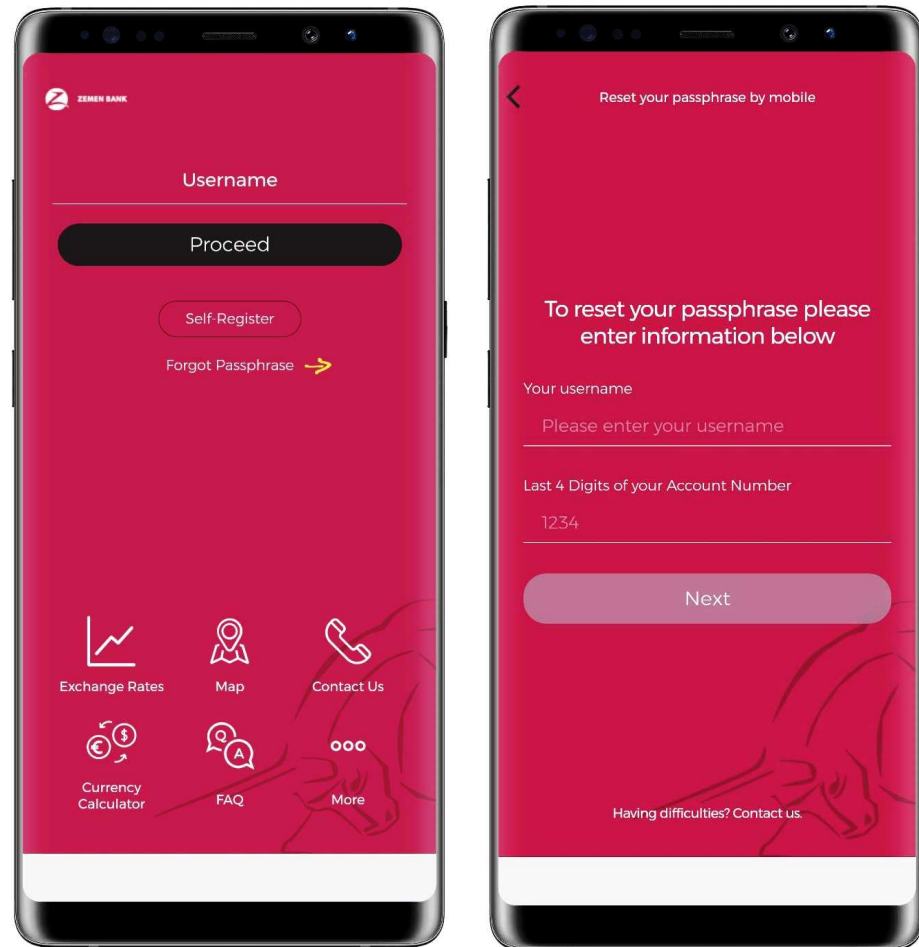 ZEMEN BANK
Username
Proceed
Self-Register
Forgot Passphrase
Exchange Rates
Map
Contact Us
Currency
Calculator
FAQ
More
Reset your passphrase by mobile
To reset your passphrase please
enter information below
Your username
Please enter your username
Last 4 Digits of your Account Number
1234
Next
Having difficulties? Contact us.